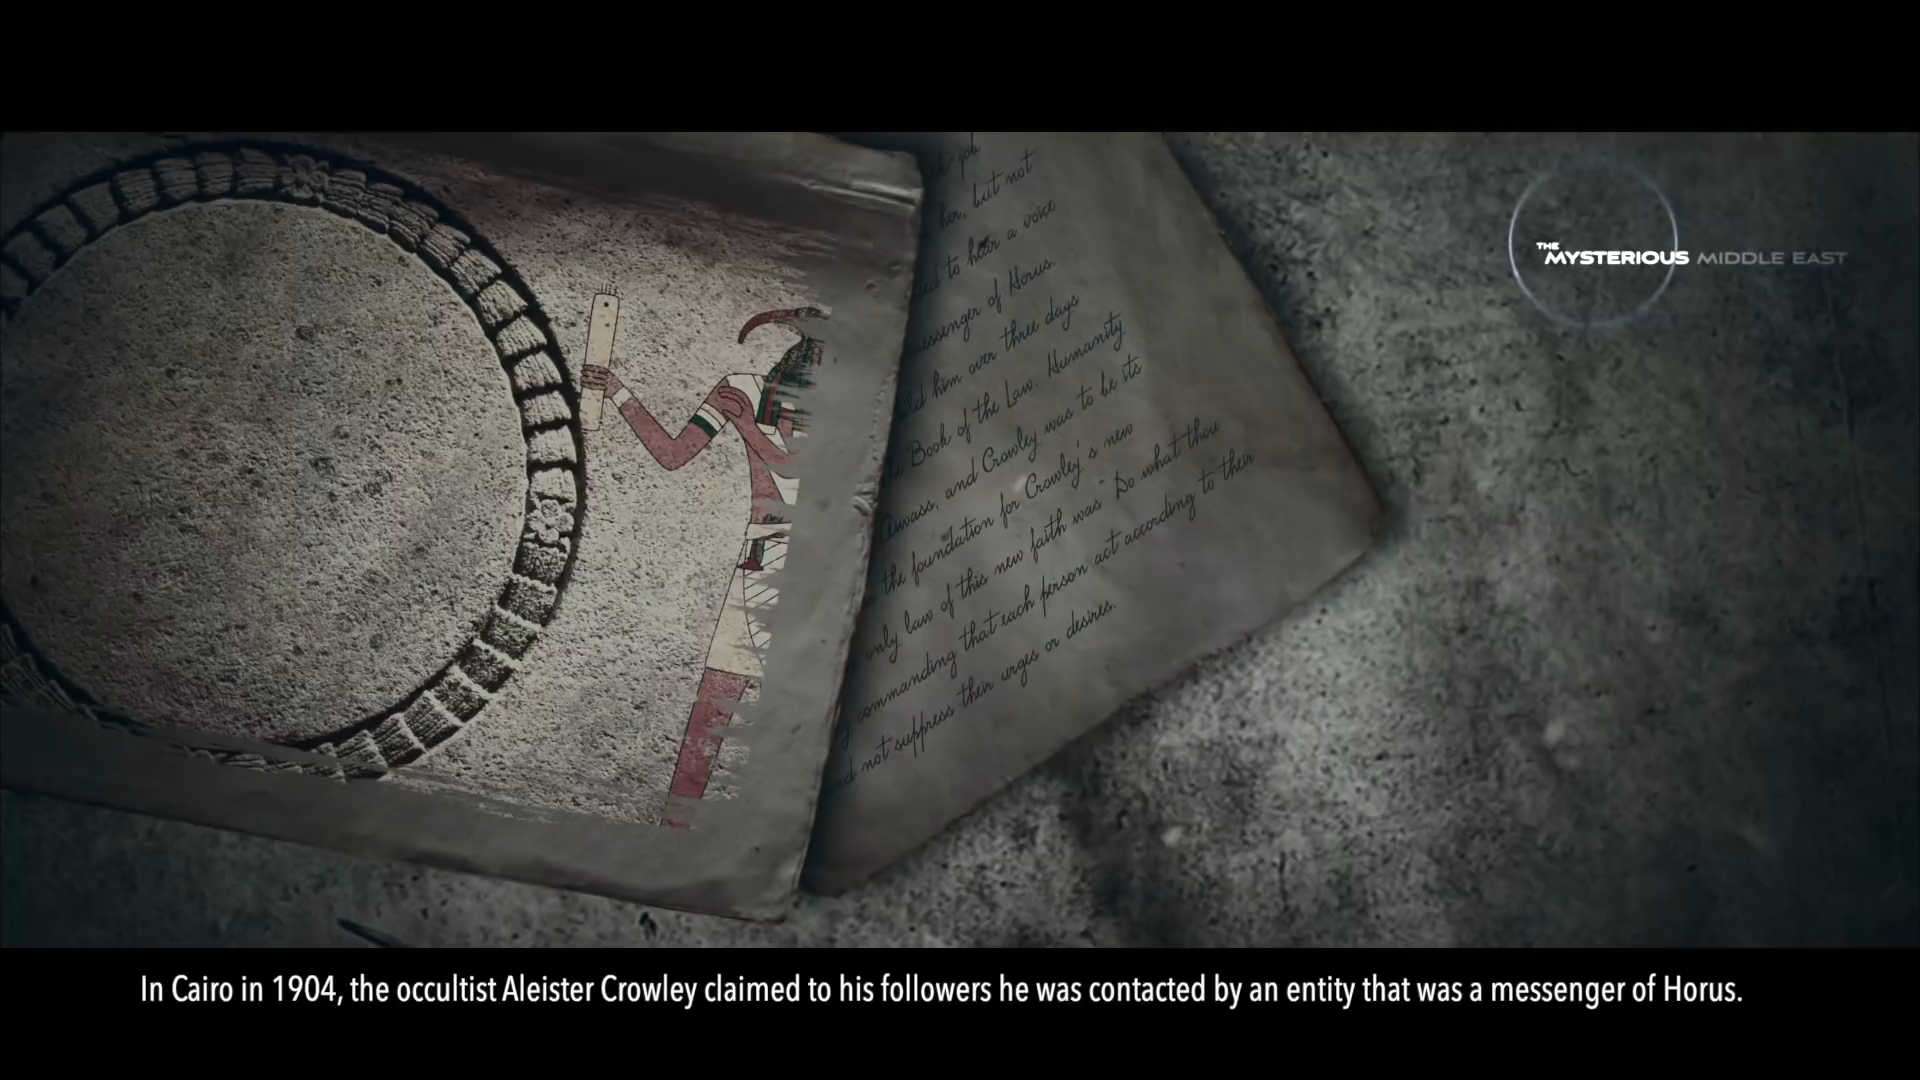 THE
MYSTERIOUS MIDDLE EAST
her, but not
to hear a voice
messenger of Horus.
him over three days
Book of the Law. Humanity
Aiwass, and Crowley was to be its
the foundation for Crowley's new
only law of this new faith was "Do what thou
commanding that each person act according to their
not suppress their urges or desires.
In Cairo in 1904, the occultist Aleister Crowley claimed to his followers he was contacted by an entity that was a messenger of Horus.